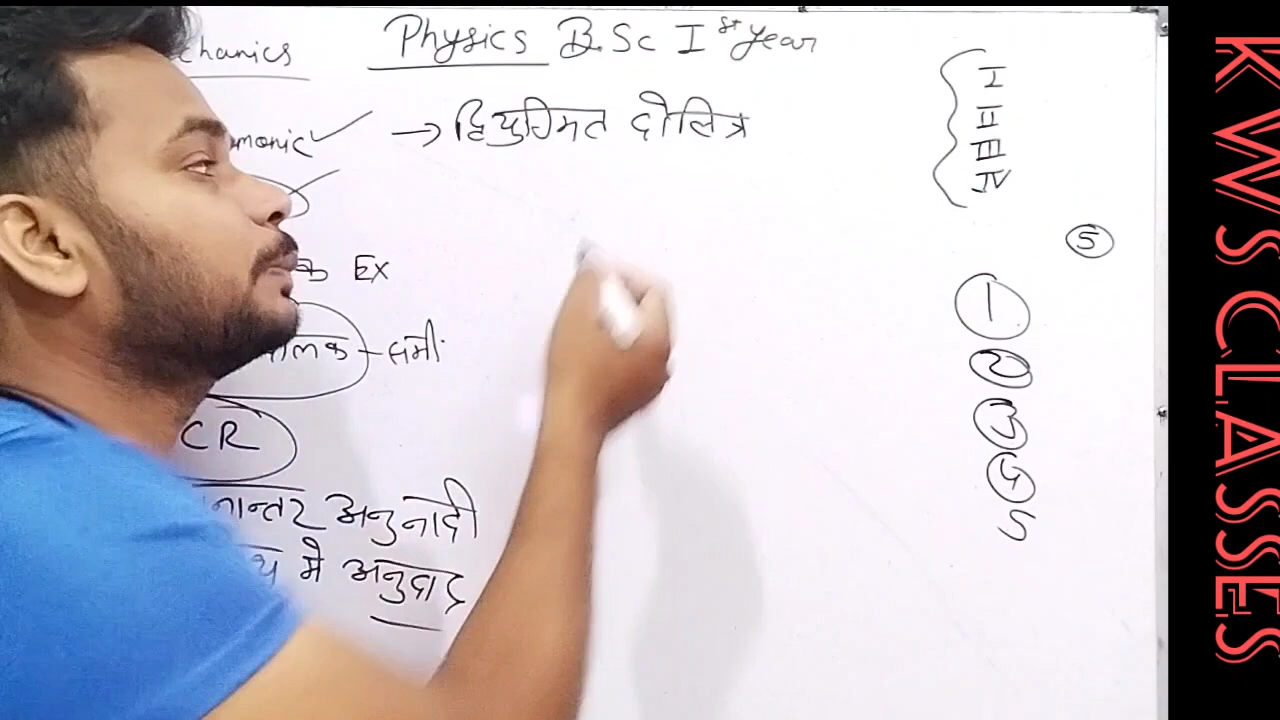 Physics B.Sc I st year
chanics
monic
→ द्वियुग्मित दोलित्र
Ex
ालक - समी.
CR
नान्तर अनुनादी
थ मे अनुवाद
I
II
III
IV
5
1
2
3
4
5
KWS CLASSES